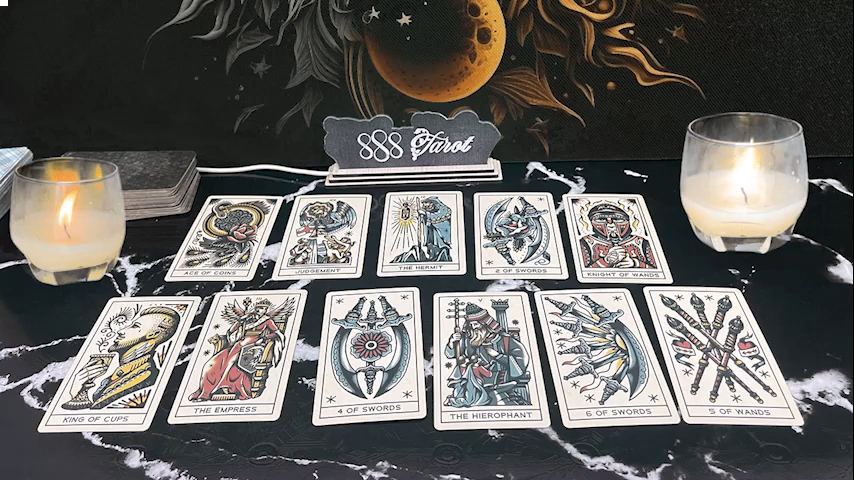 888 Tarot
ACE OF COINS
JUDGEMENT
THE HERMIT
2 OF SWORDS
KNIGHT OF WANDS
KING OF CUPS
THE EMPRESS
4 OF SWORDS
THE HIEROPHANT
6 OF SWORDS
5 OF WANDS